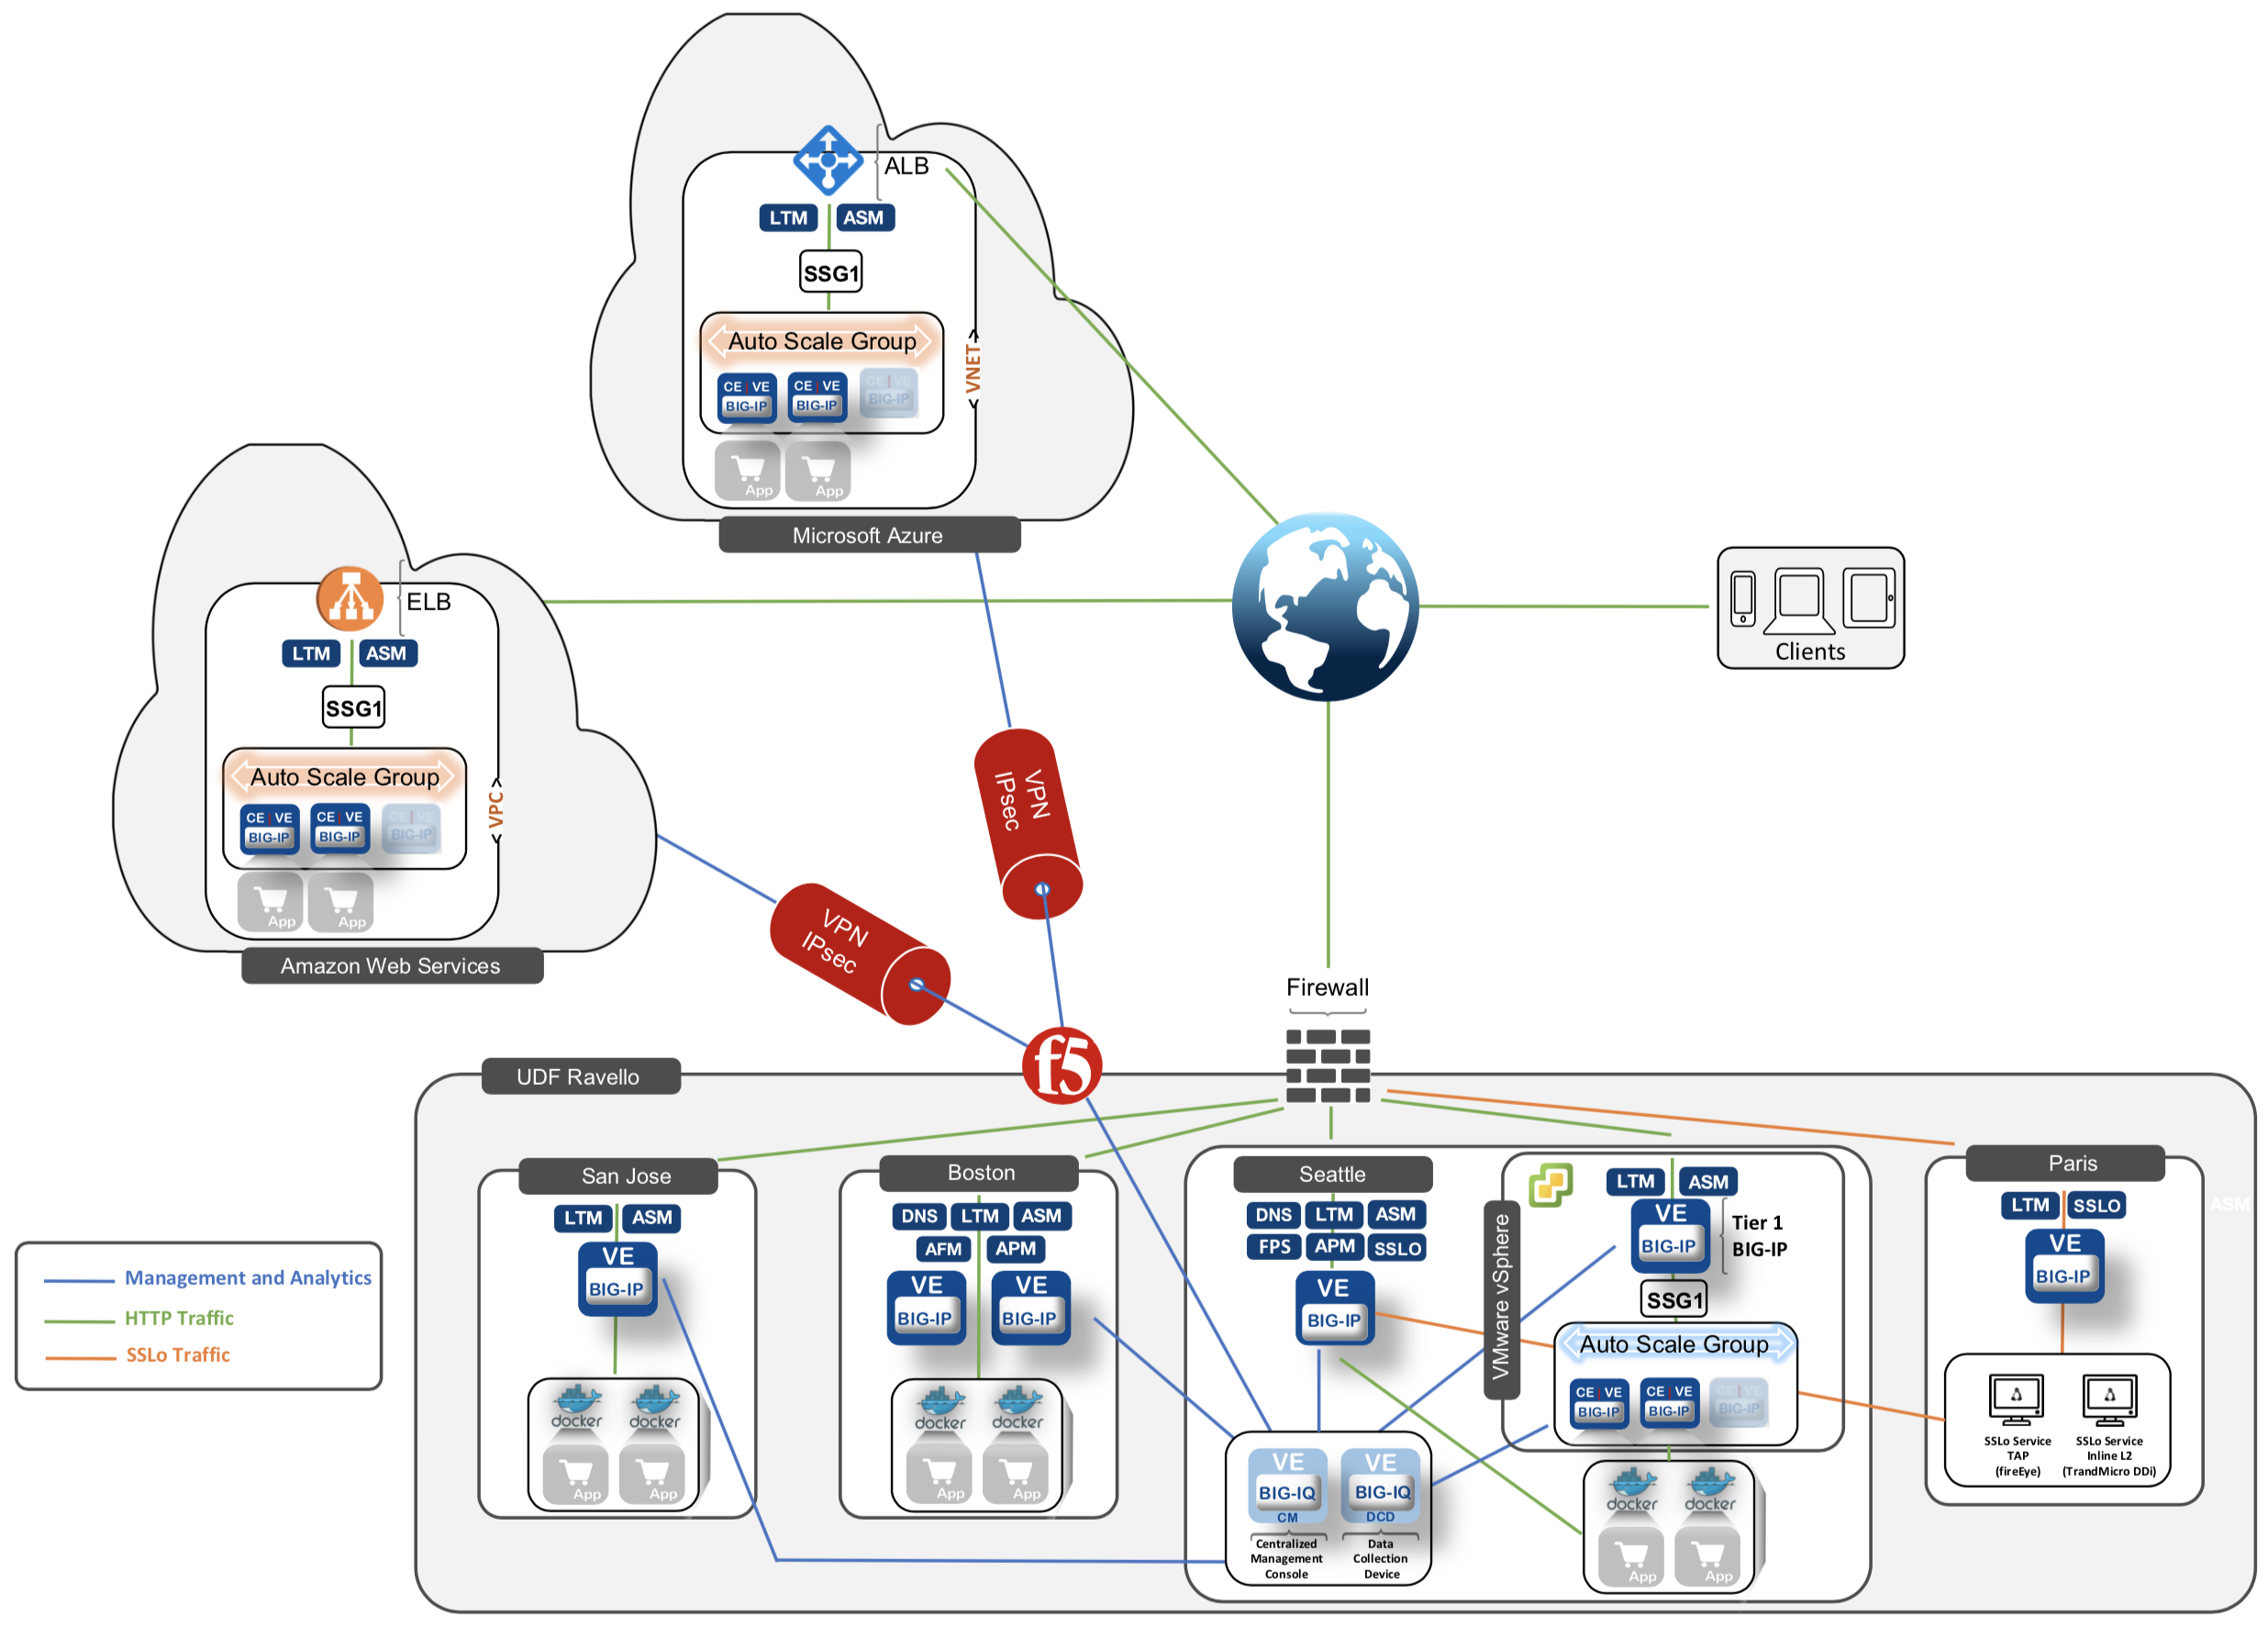 ALB
LTM
ASM
SSG1
Auto Scale Group
CE | VE
BIG-IP
CE | VE
BIG-IP
CE | VE
BIG-IP
App
App
< VNET >
Microsoft Azure
ELB
LTM
ASM
SSG1
Auto Scale Group
CE | VE
BIG-IP
CE | VE
BIG-IP
CE | VE
BIG-IP
App
App
< VPC >
Amazon Web Services
Clients
VPN
IPsec
VPN
IPsec
Firewall
f5
UDF Ravello
San Jose
LTM
ASM
VE
BIG-IP
docker
docker
App
App
Boston
DNS
LTM
ASM
AFM
APM
VE
BIG-IP
VE
BIG-IP
docker
docker
App
App
Seattle
DNS
LTM
ASM
FPS
APM
SSLO
VE
BIG-IP
VE
BIG-IQ
CM
Centralized
Management
Console
VE
BIG-IQ
DCD
Data
Collection
Device
VMware vSphere
LTM
ASM
VE
BIG-IP
Tier 1
BIG-IP
SSG1
Auto Scale Group
CE | VE
BIG-IP
CE | VE
BIG-IP
CE | VE
BIG-IP
docker
docker
App
App
Paris
LTM
SSLO
VE
BIG-IP
SSLo Service
TAP
(fireEye)
SSLo Service
Inline L2
(TrandMicro DDi)
ASM
Management and Analytics
HTTP Traffic
SSLo Traffic